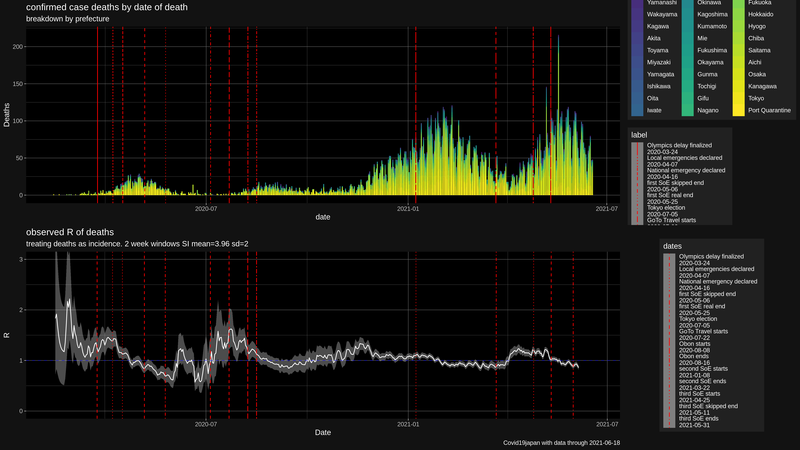 confirmed case deaths by date of death
breakdown by prefecture
200
150
100
50
0
Deaths
2020-07
2021-01
2021-07
date
Yamanashi Okinawa Fukuoka
Wakayama Kagoshima Hokkaido
Kagawa Kumamoto Hyogo
Akita Mie Chiba
Toyama Fukushima Saitama
Miyazaki Okayama Aichi
Yamagata Gunma Osaka
Ishikawa Tochigi Kanagawa
Oita Gifu Tokyo
Iwate Nagano Port Quarantine
label
Olympics delay finalized
2020-03-24
Local emergencies declared
2020-04-07
National emergency declared
2020-04-16
first SoE skipped end
2020-05-06
first SoE real end
2020-05-25
Tokyo election
2020-07-05
GoTo Travel starts
observed R of deaths
treating deaths as incidence. 2 week windows SI mean=3.96 sd=2
3
2
1
0
R
2020-07
2021-01
2021-07
Date
dates
Olympics delay finalized
2020-03-24
Local emergencies declared
2020-04-07
National emergency declared
2020-04-16
first SoE skipped end
2020-05-06
first SoE real end
2020-05-25
Tokyo election
2020-07-05
GoTo Travel starts
2020-07-22
Obon starts
2020-08-08
Obon ends
2020-08-16
second SoE starts
2021-01-08
second SoE ends
2021-03-22
third SoE starts
2021-04-25
third SoE skipped end
2021-05-11
third SoE ends
2021-05-31
Covid19japan with data through 2021-06-18